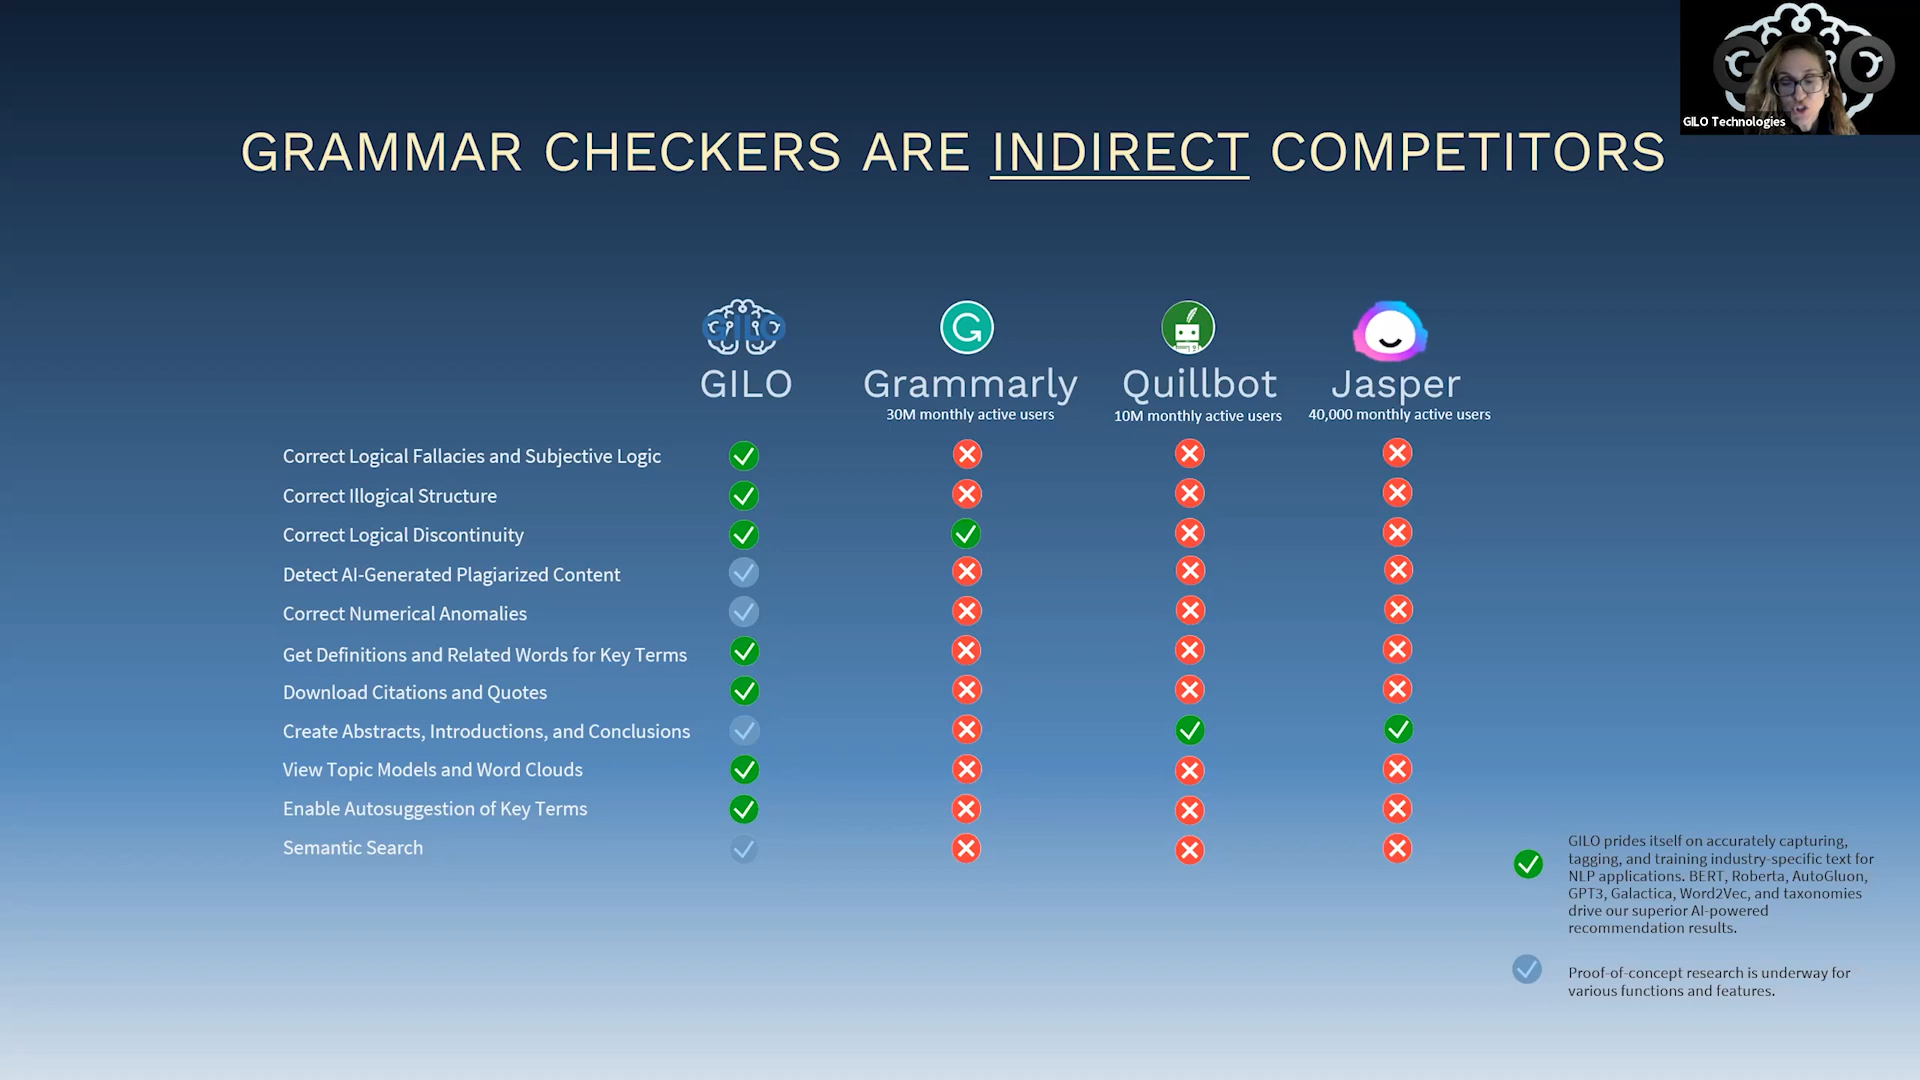 GILO Technologies
GRAMMAR CHECKERS ARE INDIRECT COMPETITORS
GILO
GILO Grammarly Quillbot Jasper
30M monthly active users 10M monthly active users 40,000 monthly active users
Correct Logical Fallacies and Subjective Logic
Correct Illogical Structure
Correct Logical Discontinuity
Detect AI-Generated Plagiarized Content
Correct Numerical Anomalies
Get Definitions and Related Words for Key Terms
Download Citations and Quotes
Create Abstracts, Introductions, and Conclusions
View Topic Models and Word Clouds
Enable Autosuggestion of Key Terms
Semantic Search
GILO prides itself on accurately capturing,
tagging, and training industry-specific text for
NLP applications. BERT, Roberta, AutoGluon,
GPT3, Galactica, Word2Vec, and taxonomies
drive our superior AI-powered
recommendation results.
Proof-of-concept research is underway for
various functions and features.